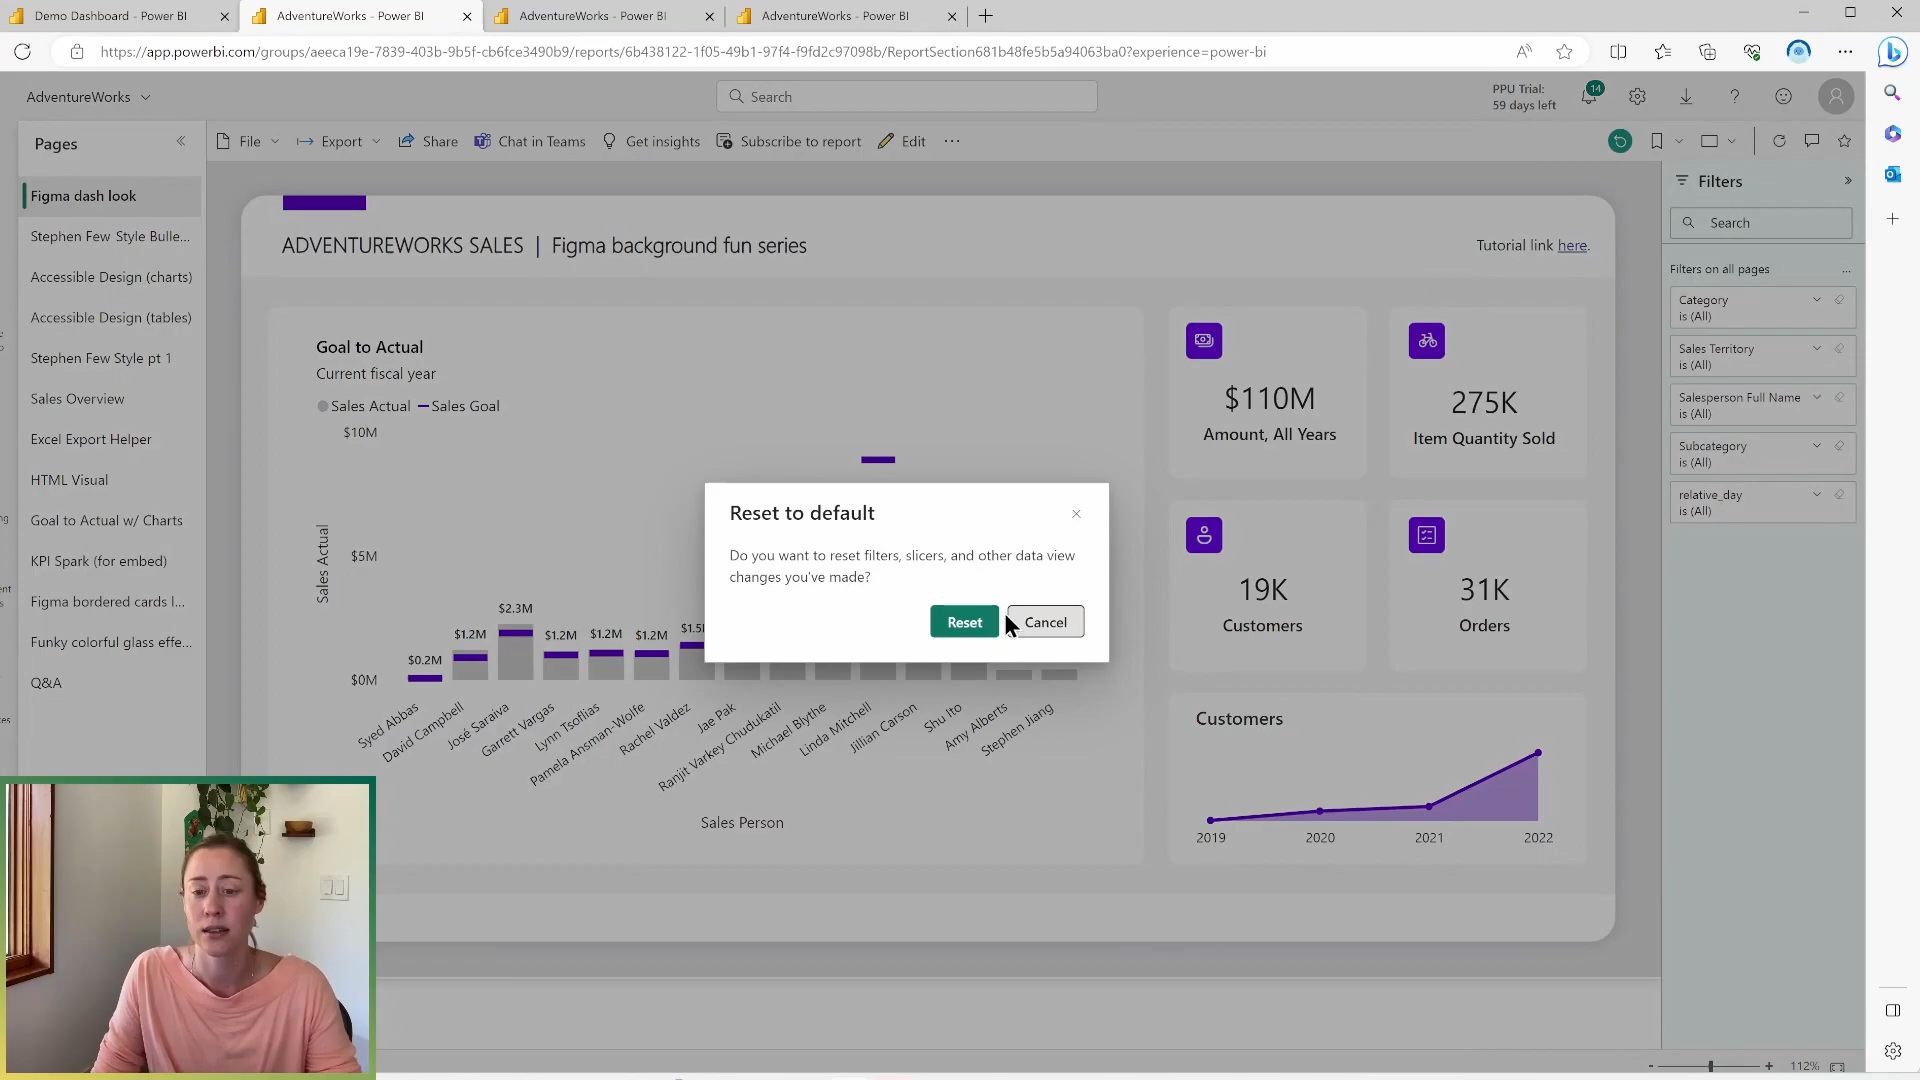 Demo Dashboard - Power BI
AdventureWorks - Power BI
AdventureWorks - Power BI
AdventureWorks - Power BI
https://app.powerbi.com/groups/aeeca19e-7839-403b-9b5f-cb6fce3490b9/reports/6b438122-1f05-49b1-97f4-f9fd2c97098b/ReportSection681b48fe5b5a94063ba0?experience=power-bi
AdventureWorks
Search
PPU Trial:
59 days left
14
Pages
File
Export
Share
Chat in Teams
Get insights
Subscribe to report
Edit
Figma dash look
Stephen Few Style Bulle...
Accessible Design (charts)
Accessible Design (tables)
Stephen Few Style pt 1
Sales Overview
Excel Export Helper
HTML Visual
Goal to Actual w/ Charts
KPI Spark (for embed)
Figma bordered cards l...
Funky colorful glass effe...
Q&A
ADVENTUREWORKS SALES | Figma background fun series
Tutorial link here.
Goal to Actual
Current fiscal year
Sales Actual
Sales Goal
$10M
$5M
$0M
Sales Actual
$0.2M
$1.2M
$2.3M
$1.2M
$1.2M
$1.2M
Syed Abbas
David Campbell
José Saraiva
Garrett Vargas
Lynn Tsoflias
Pamela Ansman-Wolfe
Rachel Valdez
Jae Pak
Ranjit Varkey Chudukatil
Michael Blythe
Linda Mitchell
Jillian Carson
Shu Ito
Amy Alberts
Stephen Jiang
Sales Person
Reset to default
Do you want to reset filters, slicers, and other data view
changes you've made?
Reset
Cancel
$110M
Amount, All Years
275K
Item Quantity Sold
19K
Customers
31K
Orders
Customers
2019
2020
2021
2022
Filters
Search
Filters on all pages
Category
is (All)
Sales Territory
is (All)
Salesperson Full Name
is (All)
Subcategory
is (All)
relative_day
is (All)
112%